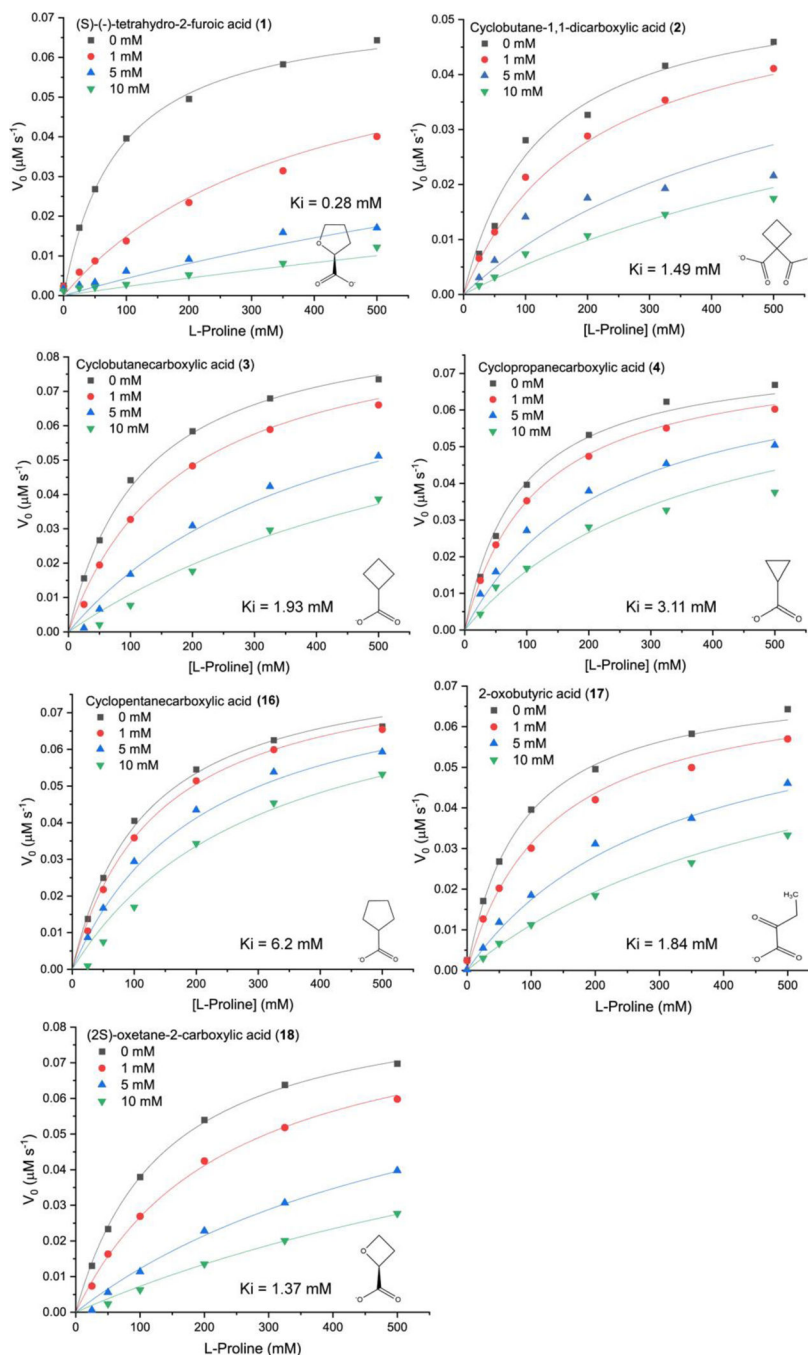 (S)-(-)-tetrahydro-2-furoic acid (1)
0 mM
1 mM
5 mM
10 mM
0.07
0.06
0.05
0.04
0.03
0.02
0.01
0.00
V₀ (µM s⁻¹)
Ki = 0.28 mM
O
O
O⁻
0 100 200 300 400 500
L-Proline (mM)
Cyclobutane-1,1-dicarboxylic acid (2)
0 mM
1 mM
5 mM
10 mM
0.05
0.04
0.03
0.02
0.01
0.00
V₀ (µM s⁻¹)
Ki = 1.49 mM
⁻O
O
O
0 100 200 300 400 500
[L-Proline] (mM)
Cyclobutanecarboxylic acid (3)
0 mM
1 mM
5 mM
10 mM
0.08
0.07
0.06
0.05
0.04
0.03
0.02
0.01
0.00
V₀ (µM s⁻¹)
Ki = 1.93 mM
⁻O
O
0 100 200 300 400 500
[L-Proline] (mM)
Cyclopropanecarboxylic acid (4)
0 mM
1 mM
5 mM
10 mM
0.08
0.07
0.06
0.05
0.04
0.03
0.02
0.01
0.00
V₀ (µM s⁻¹)
Ki = 3.11 mM
⁻O
O
0 100 200 300 400 500
[L-Proline] (mM)
Cyclopentanecarboxylic acid (16)
0 mM
1 mM
5 mM
10 mM
0.07
0.06
0.05
0.04
0.03
0.02
0.01
0.00
V₀ (µM s⁻¹)
Ki = 6.2 mM
⁻O
O
0 100 200 300 400 500
[L-Proline] (mM)
2-oxobutyric acid (17)
0 mM
1 mM
5 mM
10 mM
0.07
0.06
0.05
0.04
0.03
0.02
0.01
0.00
V₀ (µM s⁻¹)
Ki = 1.84 mM
H₃C
O
⁻O
O
0 100 200 300 400 500
L-Proline (mM)
(2S)-oxetane-2-carboxylic acid (18)
0 mM
1 mM
5 mM
10 mM
0.08
0.07
0.06
0.05
0.04
0.03
0.02
0.01
0.00
V₀ (µM s⁻¹)
Ki = 1.37 mM
O
⁻O
O
0 100 200 300 400 500
L-Proline (mM)